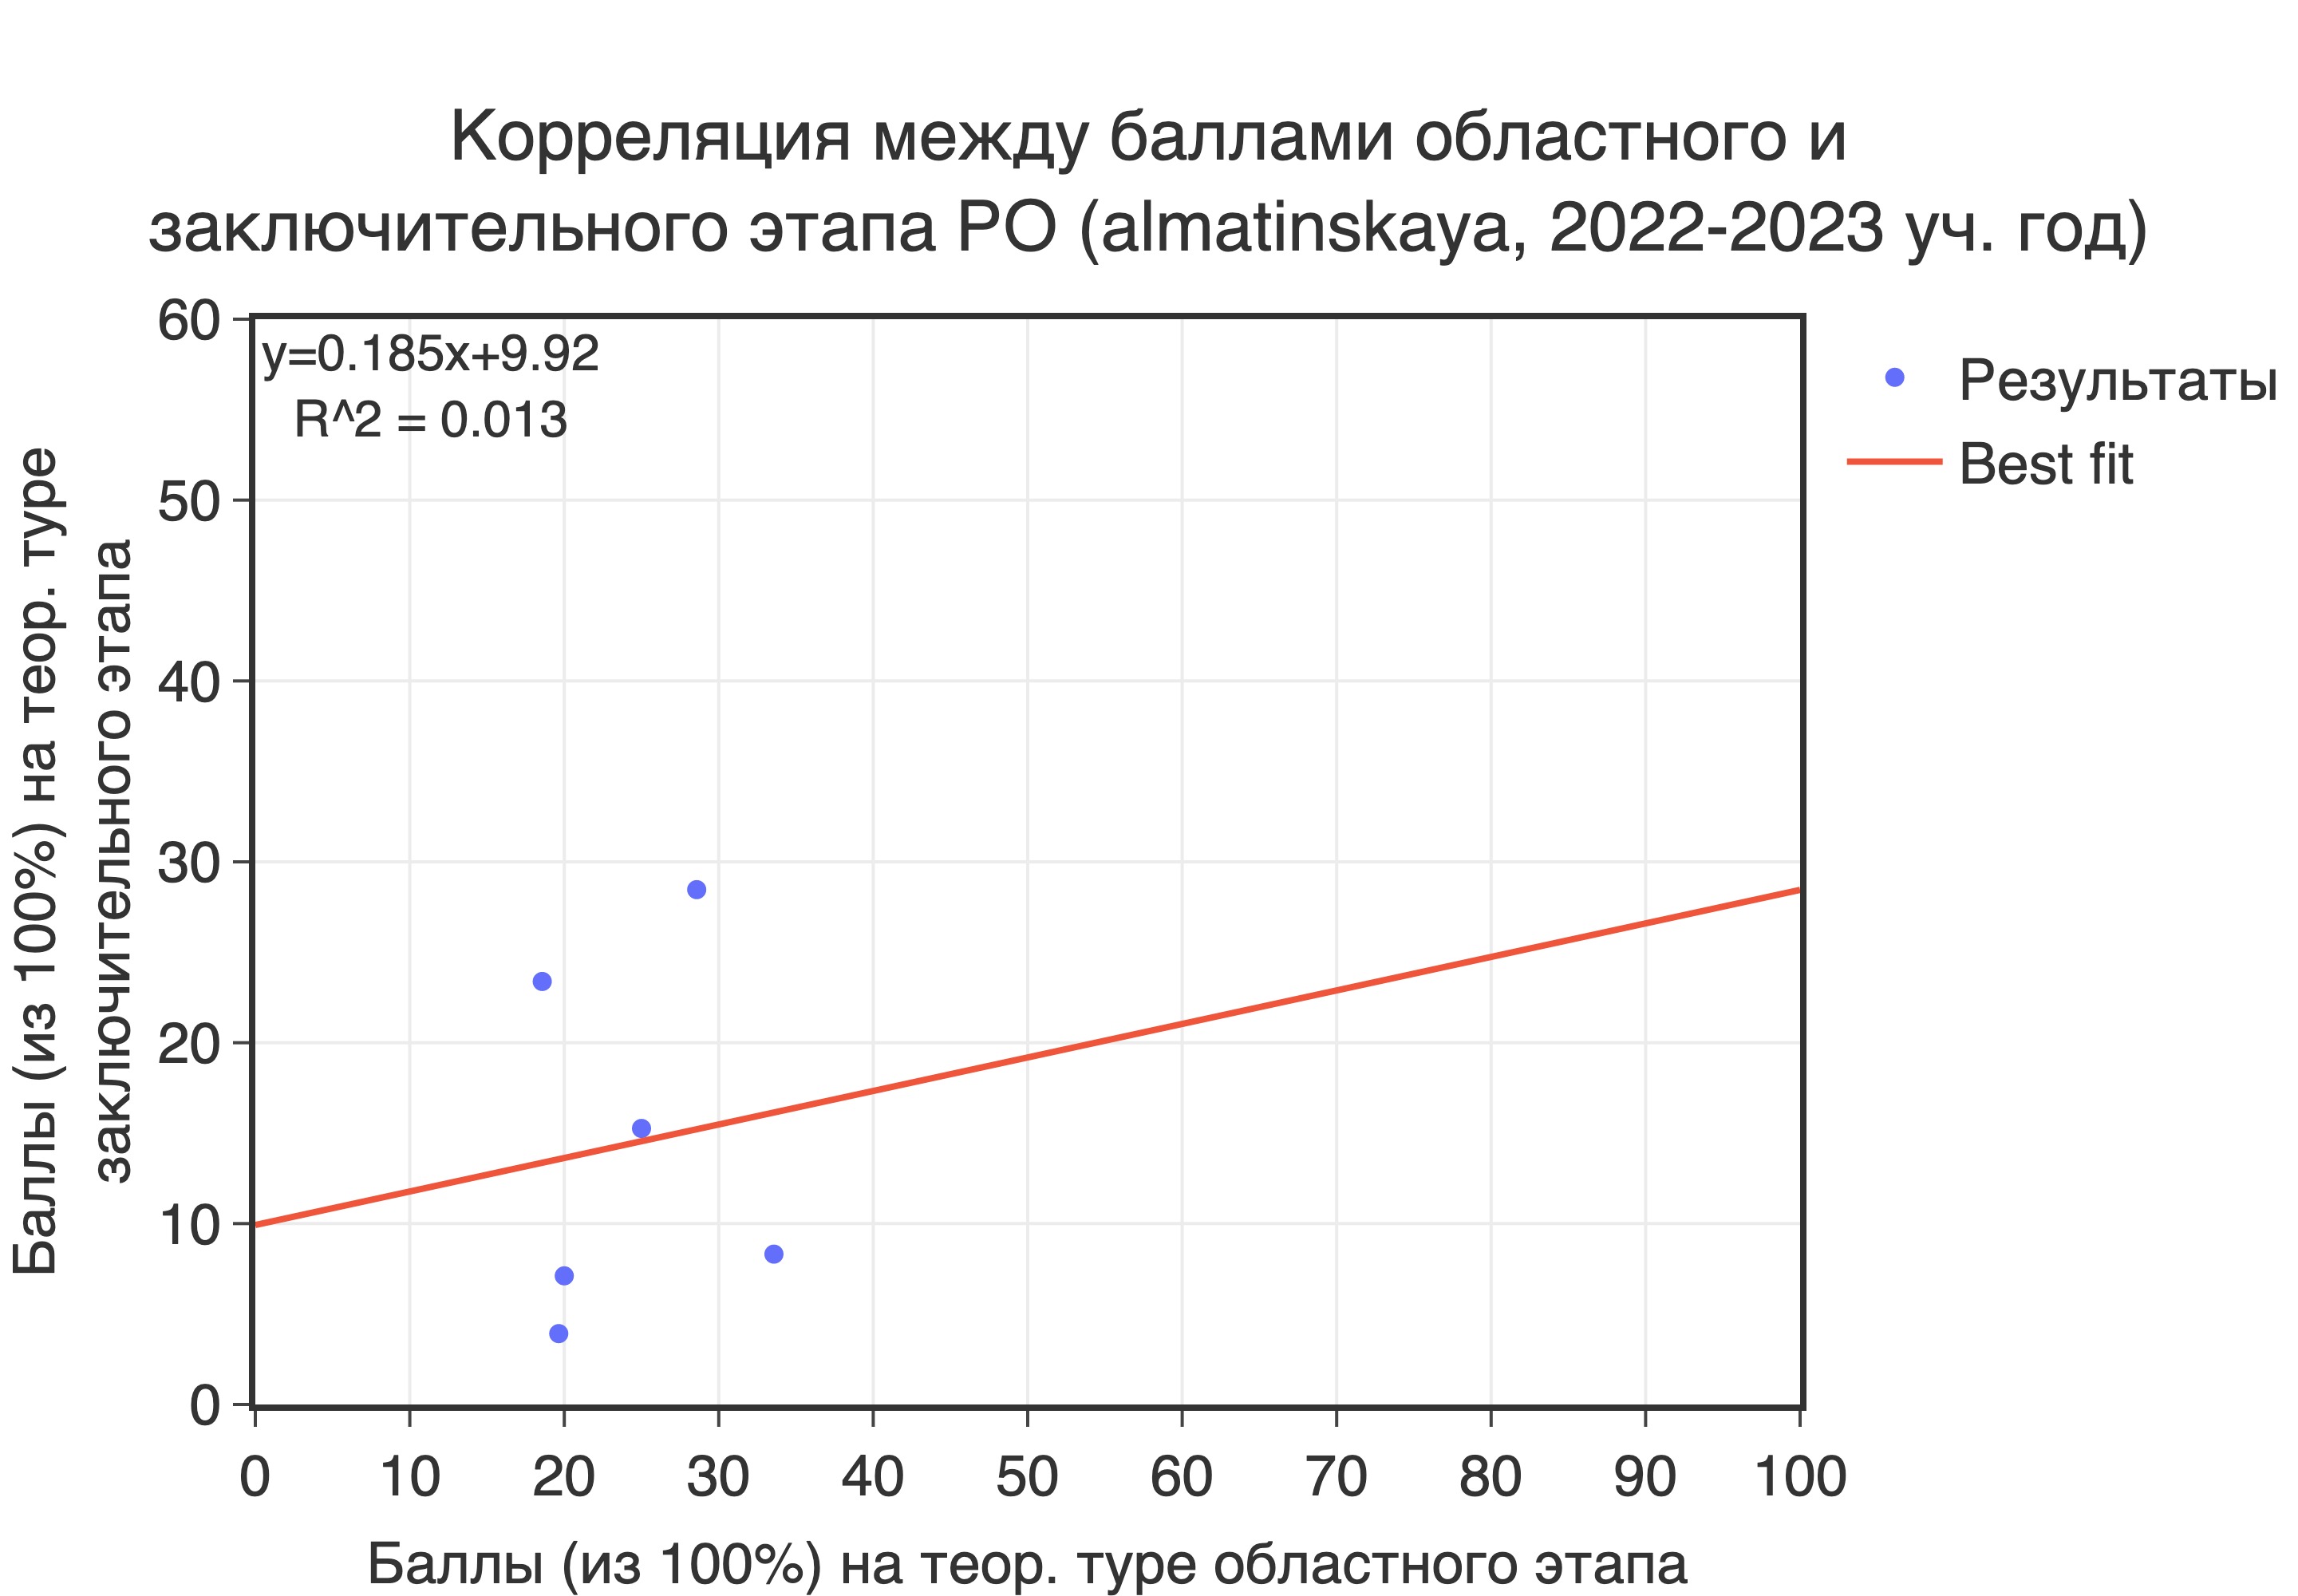 Корреляция между баллами областного и
заключительного этапа РО (almatinskaya, 2022-2023 уч. год)
y=0.185x+9.92
R^2 = 0.013
Результаты
Best fit
Баллы (из 100%) на теор. туре
заключительного этапа
60
50
40
30
20
10
0
0 10 20 30 40 50 60 70 80 90 100
Баллы (из 100%) на теор. туре областного этапа